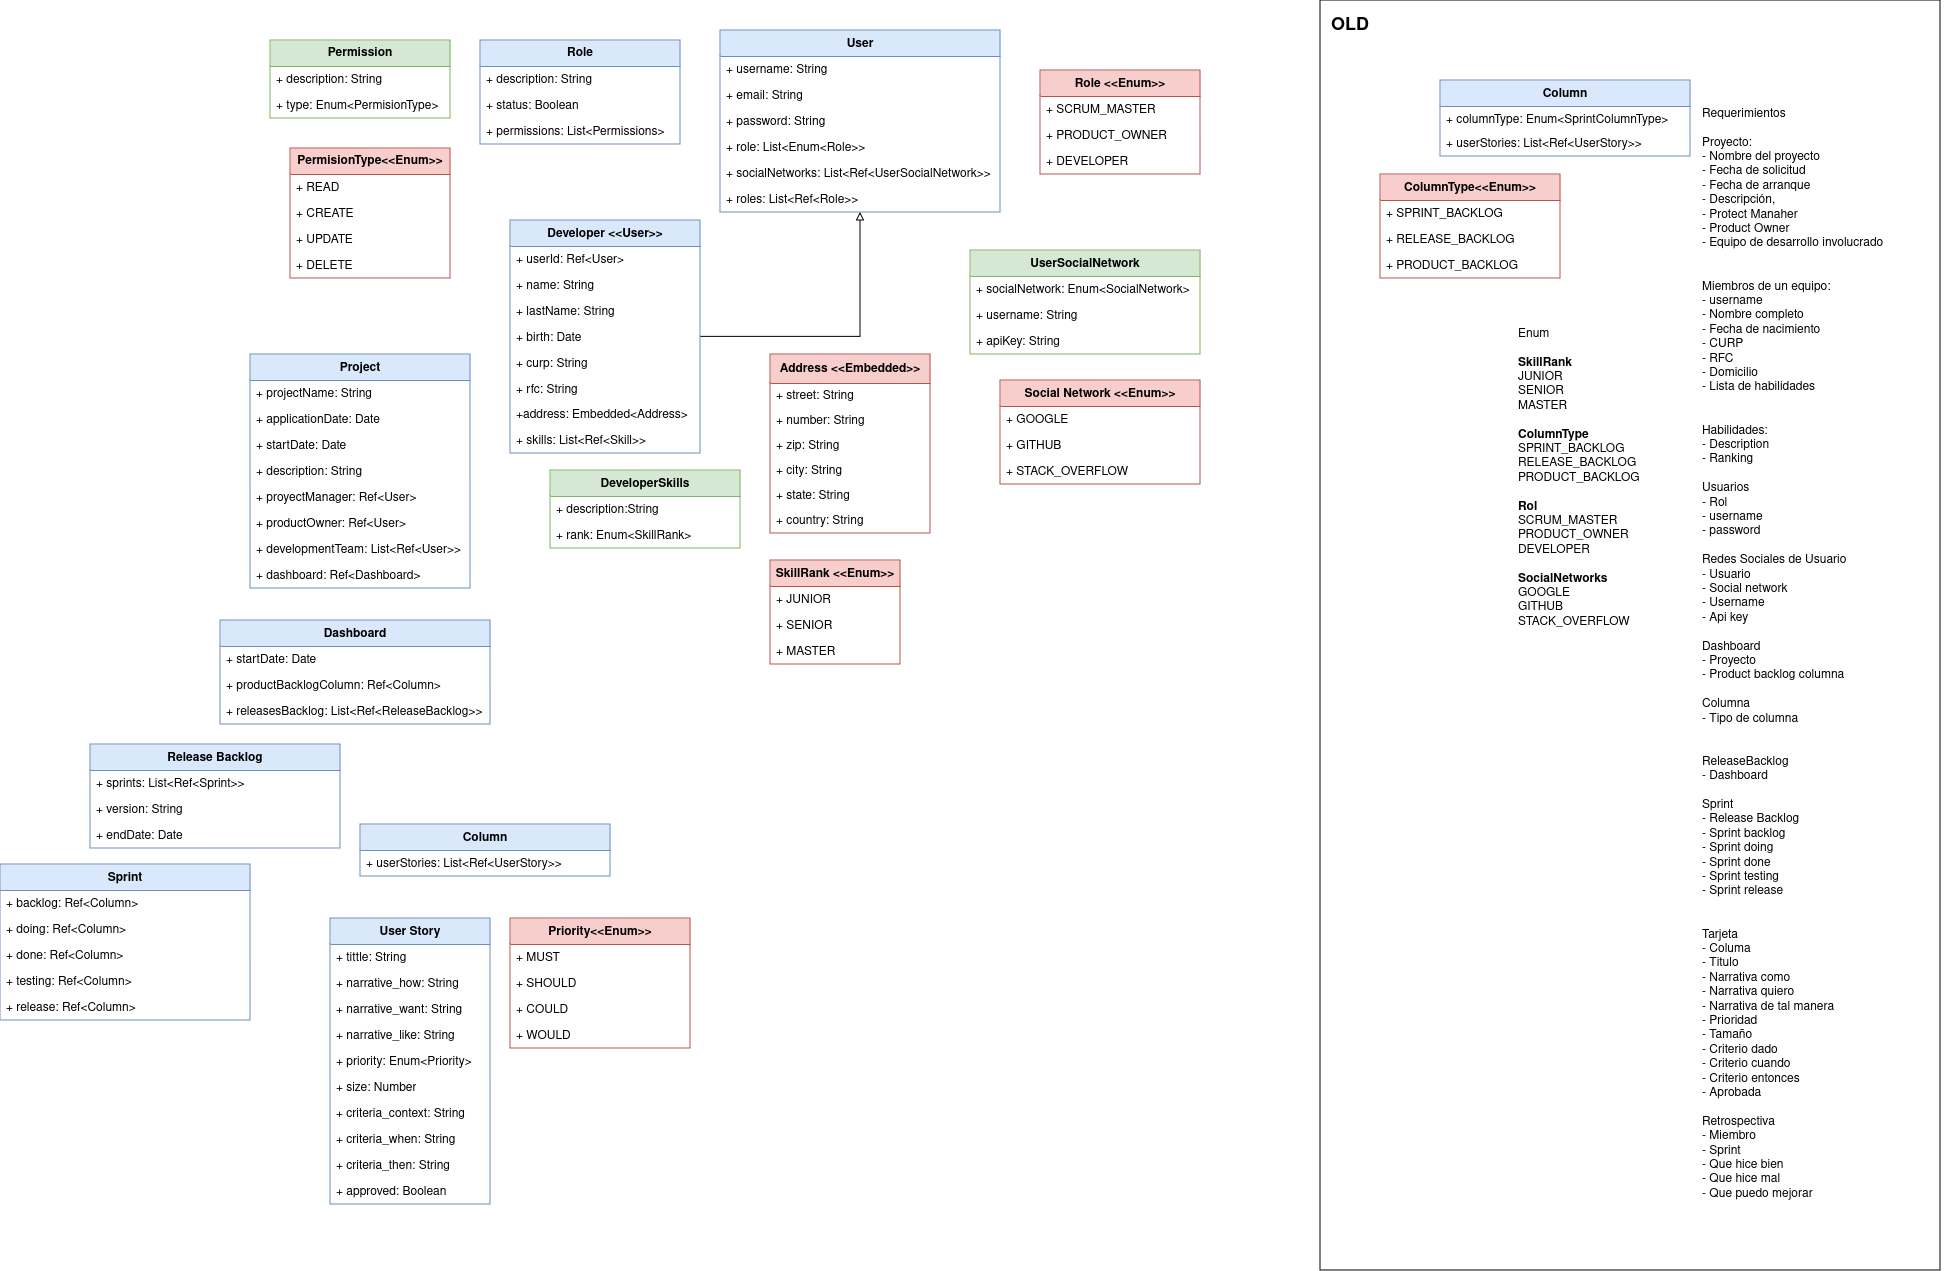 Permission
+ description: String
+ type: Enum<PermisionType>
Role
+ description: String
+ status: Boolean
+ permissions: List<Permissions>
User
+ username: String
+ email: String
+ password: String
+ role: List<Enum<Role>>
+ socialNetworks: List<Ref<UserSocialNetwork>>
+ roles: List<Ref<Role>>
Role <<Enum>>
+ SCRUM_MASTER
+ PRODUCT_OWNER
+ DEVELOPER
PermisionType<<Enum>>
+ READ
+ CREATE
+ UPDATE
+ DELETE
Developer <<User>>
+ userId: Ref<User>
+ name: String
+ lastName: String
+ birth: Date
+ curp: String
+ rfc: String
+address: Embedded<Address>
+ skills: List<Ref<Skill>>
UserSocialNetwork
+ socialNetwork: Enum<SocialNetwork>
+ username: String
+ apiKey: String
Project
+ projectName: String
+ applicationDate: Date
+ startDate: Date
+ description: String
+ proyectManager: Ref<User>
+ productOwner: Ref<User>
+ developmentTeam: List<Ref<User>>
+ dashboard: Ref<Dashboard>
Address <<Embedded>>
+ street: String
+ number: String
+ zip: String
+ city: String
+ state: String
+ country: String
Social Network <<Enum>>
+ GOOGLE
+ GITHUB
+ STACK_OVERFLOW
DeveloperSkills
+ description:String
+ rank: Enum<SkillRank>
SkillRank <<Enum>>
+ JUNIOR
+ SENIOR
+ MASTER
Dashboard
+ startDate: Date
+ productBacklogColumn: Ref<Column>
+ releasesBacklog: List<Ref<ReleaseBacklog>>
Release Backlog
+ sprints: List<Ref<Sprint>>
+ version: String
+ endDate: Date
Column
+ userStories: List<Ref<UserStory>>
Sprint
+ backlog: Ref<Column>
+ doing: Ref<Column>
+ done: Ref<Column>
+ testing: Ref<Column>
+ release: Ref<Column>
User Story
+ tittle: String
+ narrative_how: String
+ narrative_want: String
+ narrative_like: String
+ priority: Enum<Priority>
+ size: Number
+ criteria_context: String
+ criteria_when: String
+ criteria_then: String
+ approved: Boolean
Priority<<Enum>>
+ MUST
+ SHOULD
+ COULD
+ WOULD
OLD
Column
+ columnType: Enum<SprintColumnType>
+ userStories: List<Ref<UserStory>>
ColumnType<<Enum>>
+ SPRINT_BACKLOG
+ RELEASE_BACKLOG
+ PRODUCT_BACKLOG
Enum
SkillRank
JUNIOR
SENIOR
MASTER
ColumnType
SPRINT_BACKLOG
RELEASE_BACKLOG
PRODUCT_BACKLOG
Rol
SCRUM_MASTER
PRODUCT_OWNER
DEVELOPER
SocialNetworks
GOOGLE
GITHUB
STACK_OVERFLOW
Requerimientos
Proyecto:
- Nombre del proyecto
- Fecha de solicitud
- Fecha de arranque
- Descripción,
- Protect Manaher
- Product Owner
- Equipo de desarrollo involucrado
Miembros de un equipo:
- username
- Nombre completo
- Fecha de nacimiento
- CURP
- RFC
- Domicilio
- Lista de habilidades
Habilidades:
- Description
- Ranking
Usuarios
- Rol
- username
- password
Redes Sociales de Usuario
- Usuario
- Social network
- Username
- Api key
Dashboard
- Proyecto
- Product backlog columna
Columna
- Tipo de columna
ReleaseBacklog
- Dashboard
Sprint
- Release Backlog
- Sprint backlog
- Sprint doing
- Sprint done
- Sprint testing
- Sprint release
Tarjeta
- Columa
- Titulo
- Narrativa como
- Narrativa quiero
- Narrativa de tal manera
- Prioridad
- Tamaño
- Criterio dado
- Criterio cuando
- Criterio entonces
- Aprobada
Retrospectiva
- Miembro
- Sprint
- Que hice bien
- Que hice mal
- Que puedo mejorar